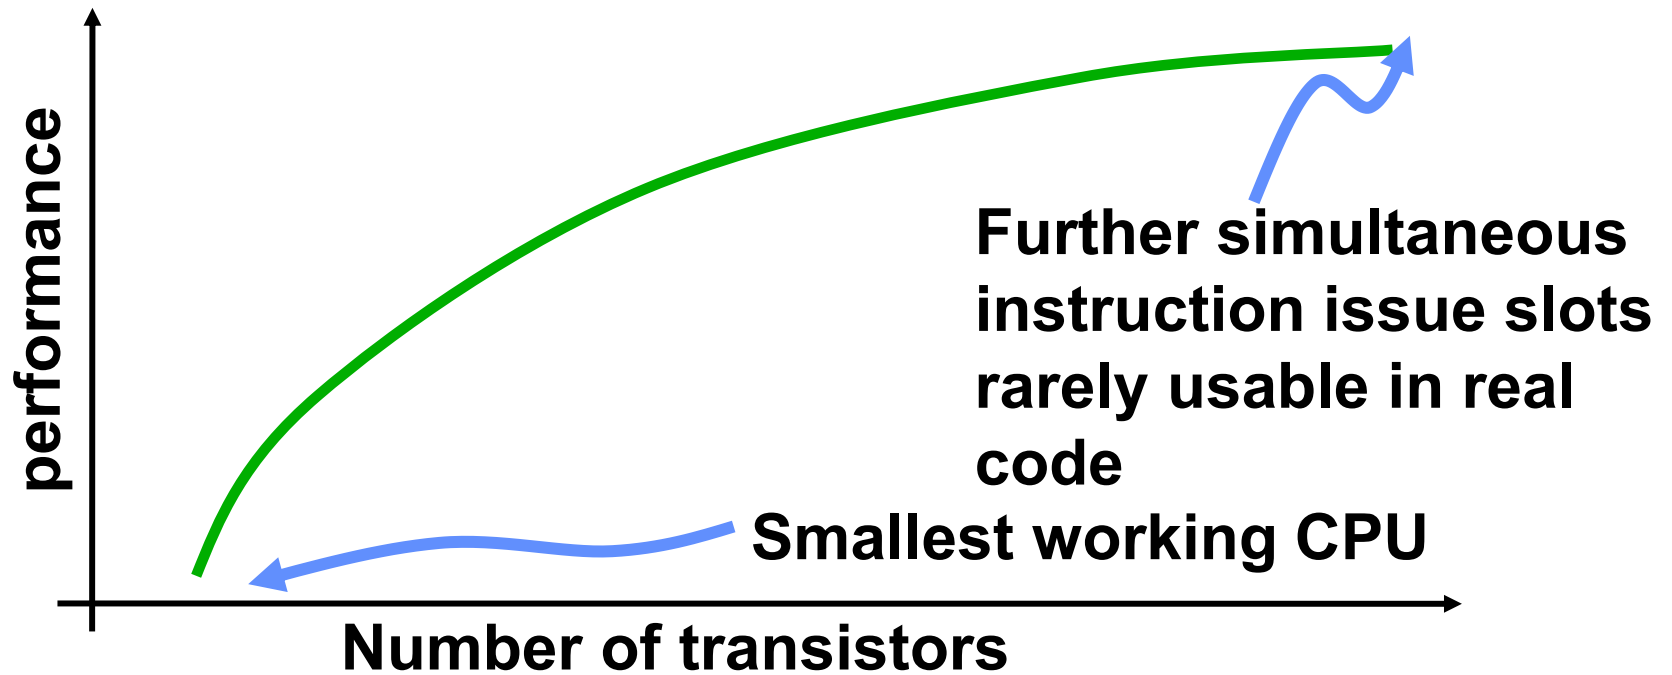 performance
Further simultaneous
instruction issue slots
rarely usable in real
code
Smallest working CPU
Number of transistors